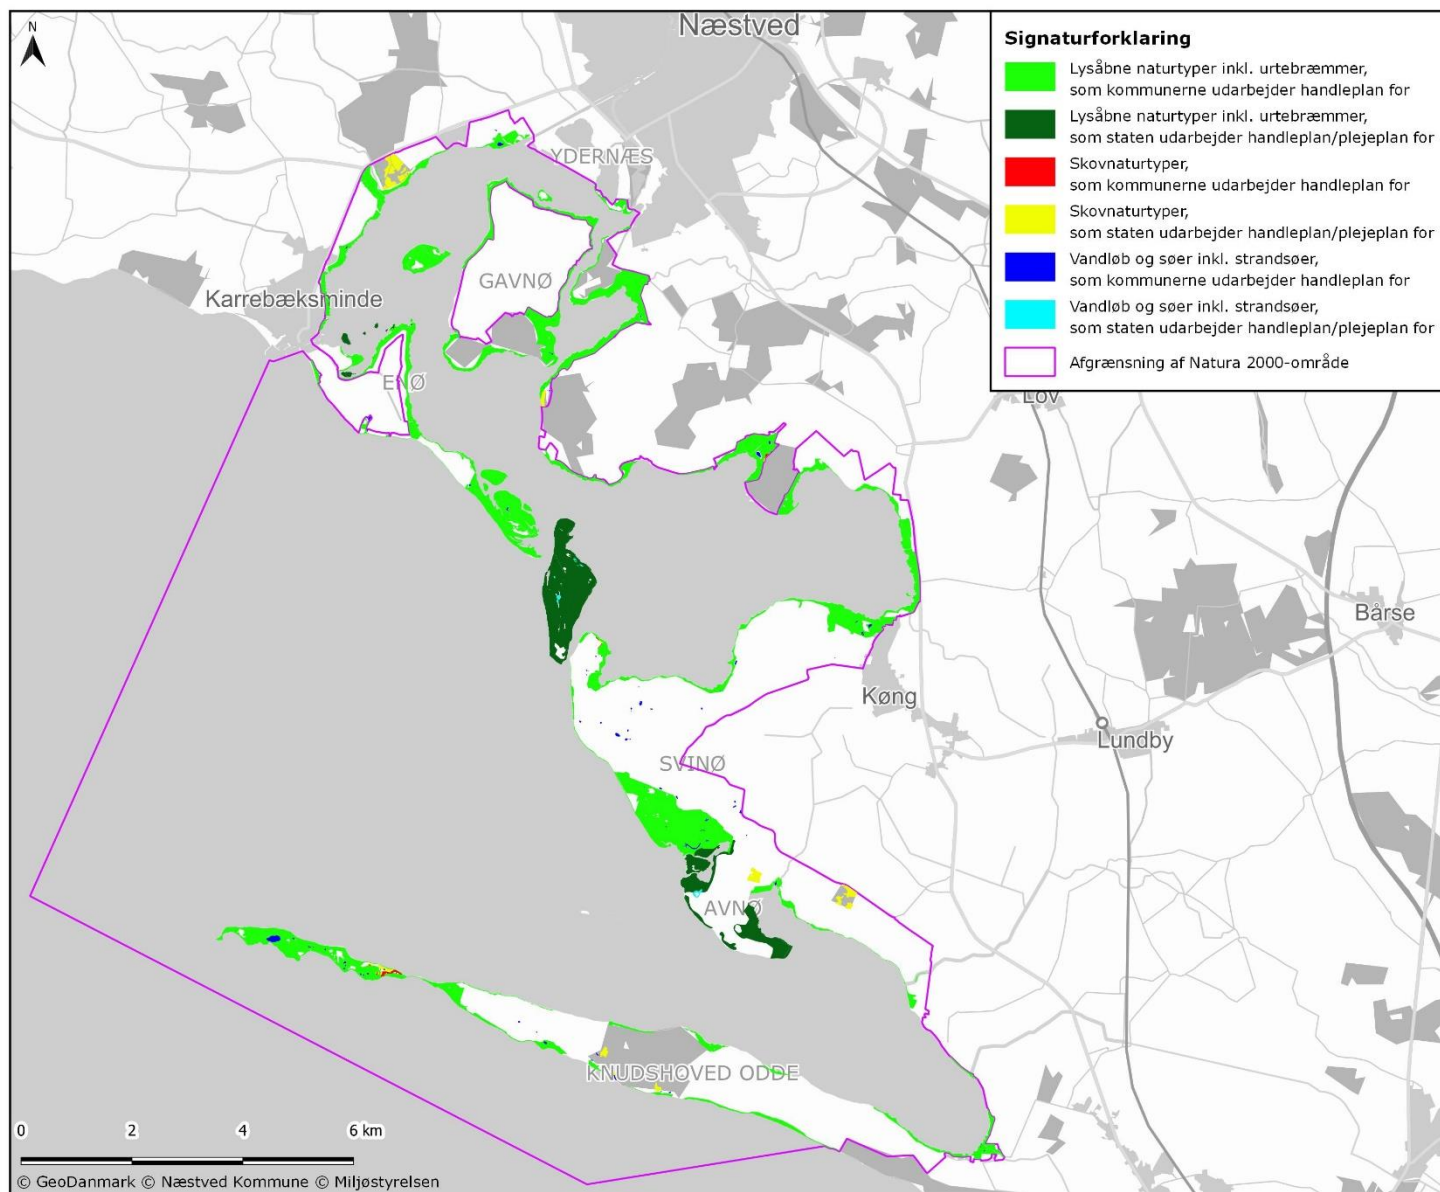 N
Næstved
Signaturforklaring
Lysåbne naturtyper inkl. urtebræmmer,
som kommunerne udarbejder handleplan for
Lysåbne naturtyper inkl. urtebræmmer,
som staten udarbejder handleplan/plejeplan for
Skovnaturtyper,
som kommunerne udarbejder handleplan for
Skovnaturtyper,
som staten udarbejder handleplan/plejeplan for
Vandløb og søer inkl. strandsøer,
som kommunerne udarbejder handleplan for
Vandløb og søer inkl. strandsøer,
som staten udarbejder handleplan/plejeplan for
Afgrænsning af Natura 2000-område
YDERNÆS
GAVNØ
Karrebæksminde
ENØ
Lov
Bårse
Køng
Lundby
SVINØ
AVNØ
KNUDSHOVED ODDE
0 2 4 6 km
© GeoDanmark © Næstved Kommune © Miljøstyrelsen